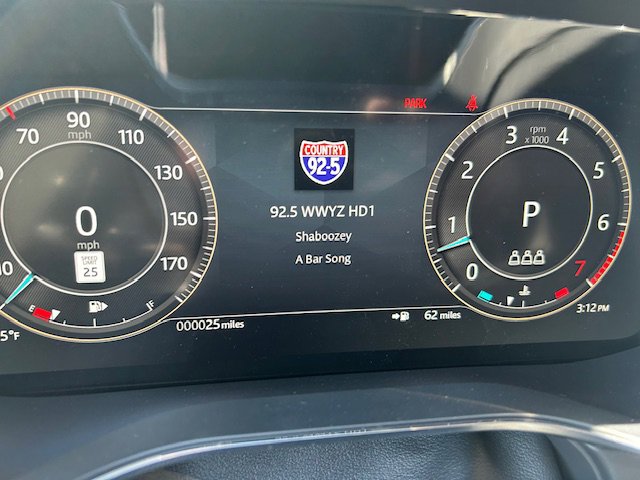 70 90 110 130 150 170
mph
0
mph
SPEED
LIMIT
25
10
E F
5°F
000025 miles
COUNTRY
92-5
92.5 WWYZ HD1
Shaboozey
A Bar Song
62 miles
PARK
0 1 2 3 4 5 6 7
rpm
x 1000
P
3:12 PM